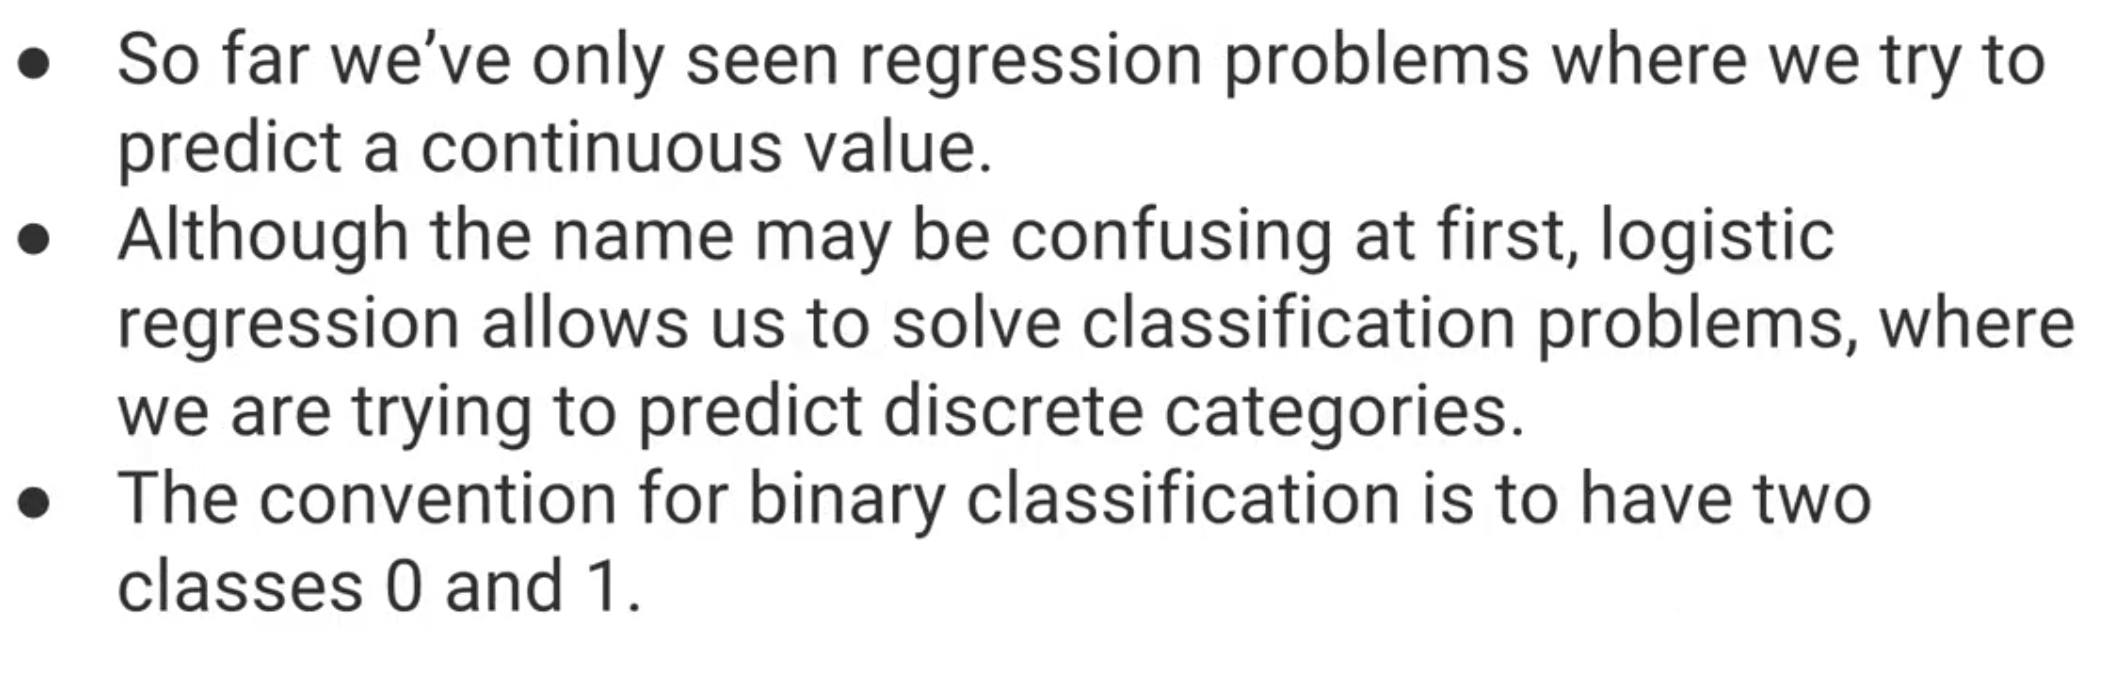 ● So far we’ve only seen regression problems where we try to
predict a continuous value.
● Although the name may be confusing at first, logistic
regression allows us to solve classification problems, where
we are trying to predict discrete categories.
● The convention for binary classification is to have two
classes 0 and 1.